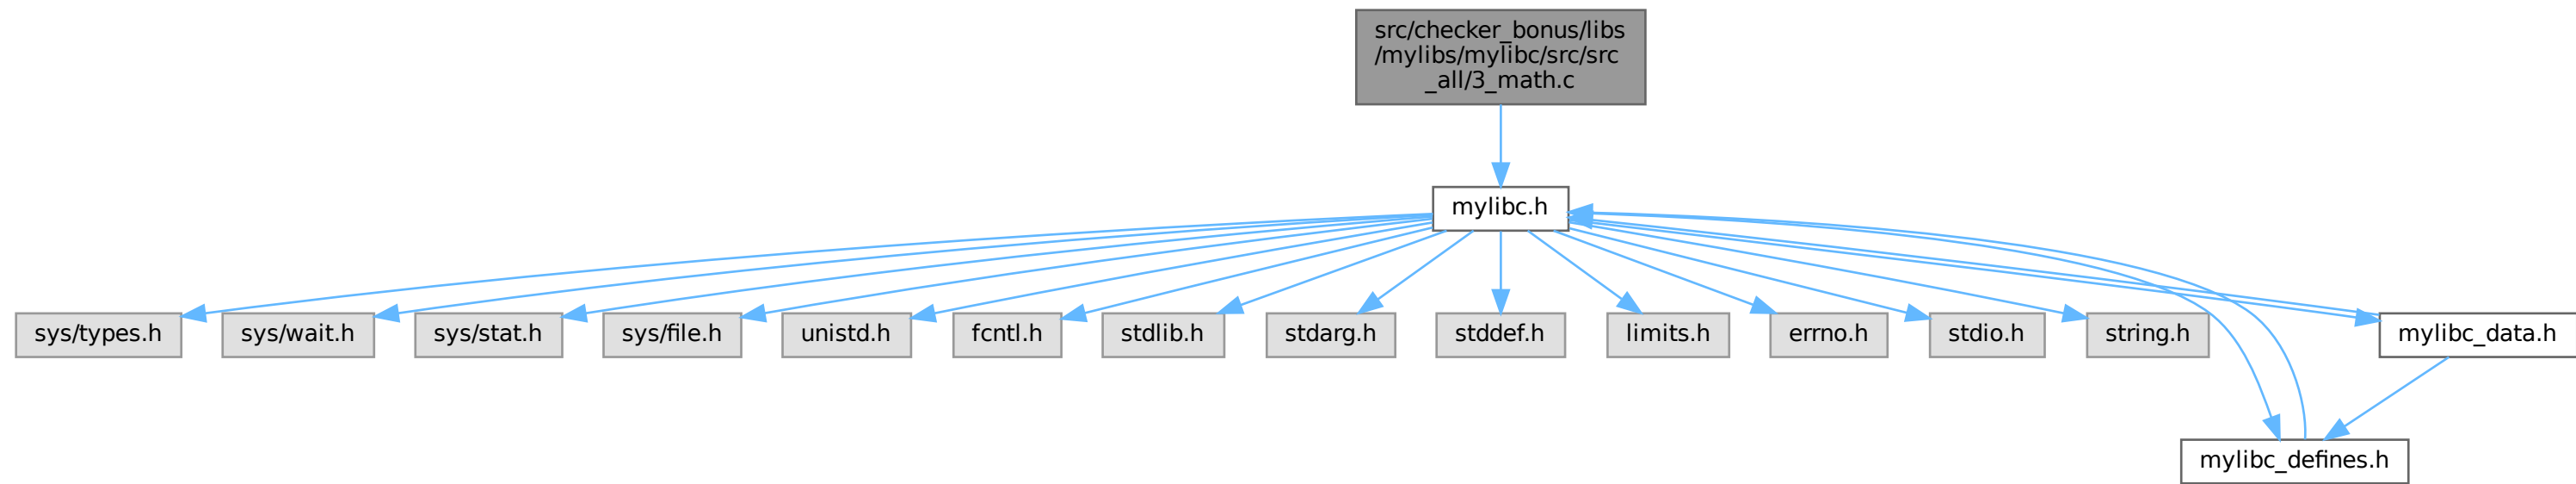 src/checker_bonus/libs
/mylibs/mylibc/src/src
_all/3_math.c
mylibc.h
sys/types.h
sys/wait.h
sys/stat.h
sys/file.h
unistd.h
fcntl.h
stdlib.h
stdarg.h
stddef.h
limits.h
errno.h
stdio.h
string.h
mylibc_data.h
mylibc_defines.h